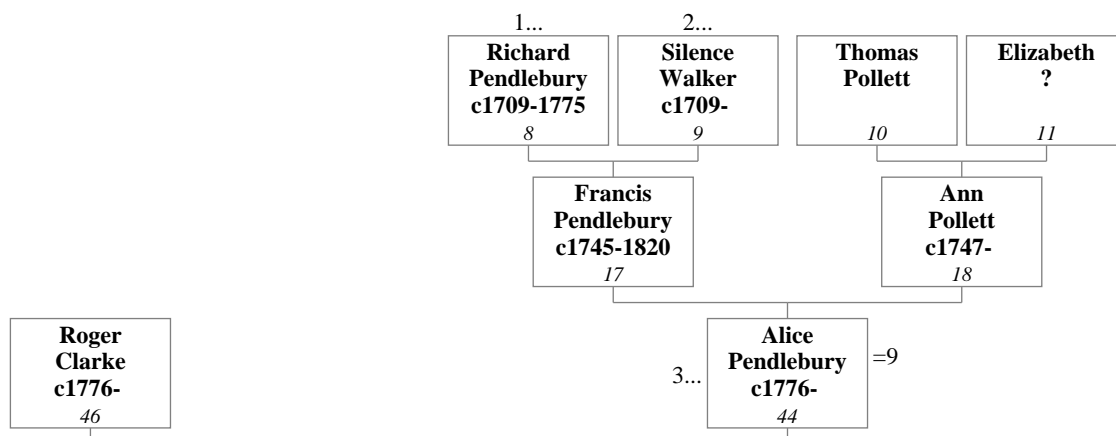 1...
2...
Richard
Pendlebury
c1709-1775
8
Silence
Walker
c1709-
9
Thomas
Pollett
10
Elizabeth
?
11
Francis
Pendlebury
c1745-1820
17
Ann
Pollett
c1747-
18
Roger
Clarke
c1776-
46
3...
Alice
Pendlebury
c1776-
44
=9